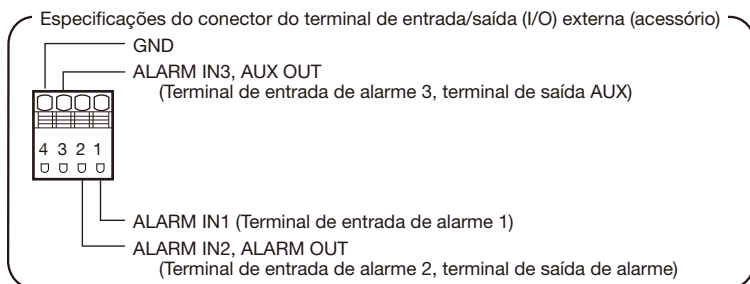 Especificações do conector do terminal de entrada/saída (I/O) externa (acessório)
GND
ALARM IN3, AUX OUT
(Terminal de entrada de alarme 3, terminal de saída AUX)
4 3 2 1
ALARM IN1 (Terminal de entrada de alarme 1)
ALARM IN2, ALARM OUT
(Terminal de entrada de alarme 2, terminal de saída de alarme)